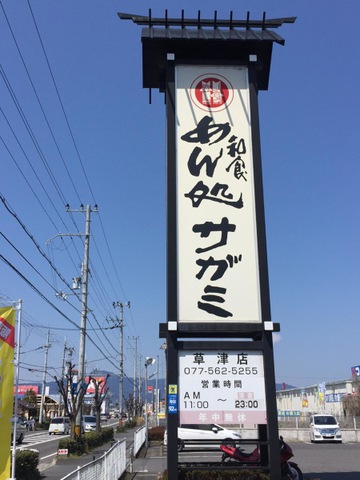 和食
めん処サガミ
草津店
077-562-5255
営業時間
AM
11:00 ～ 23:00
年中無休